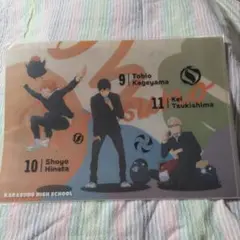 9 Tobio
Kageyama
11 Kei
Tsukishima
10 Shoyo
Hinata
KARASUNO HIGH SCHOOL